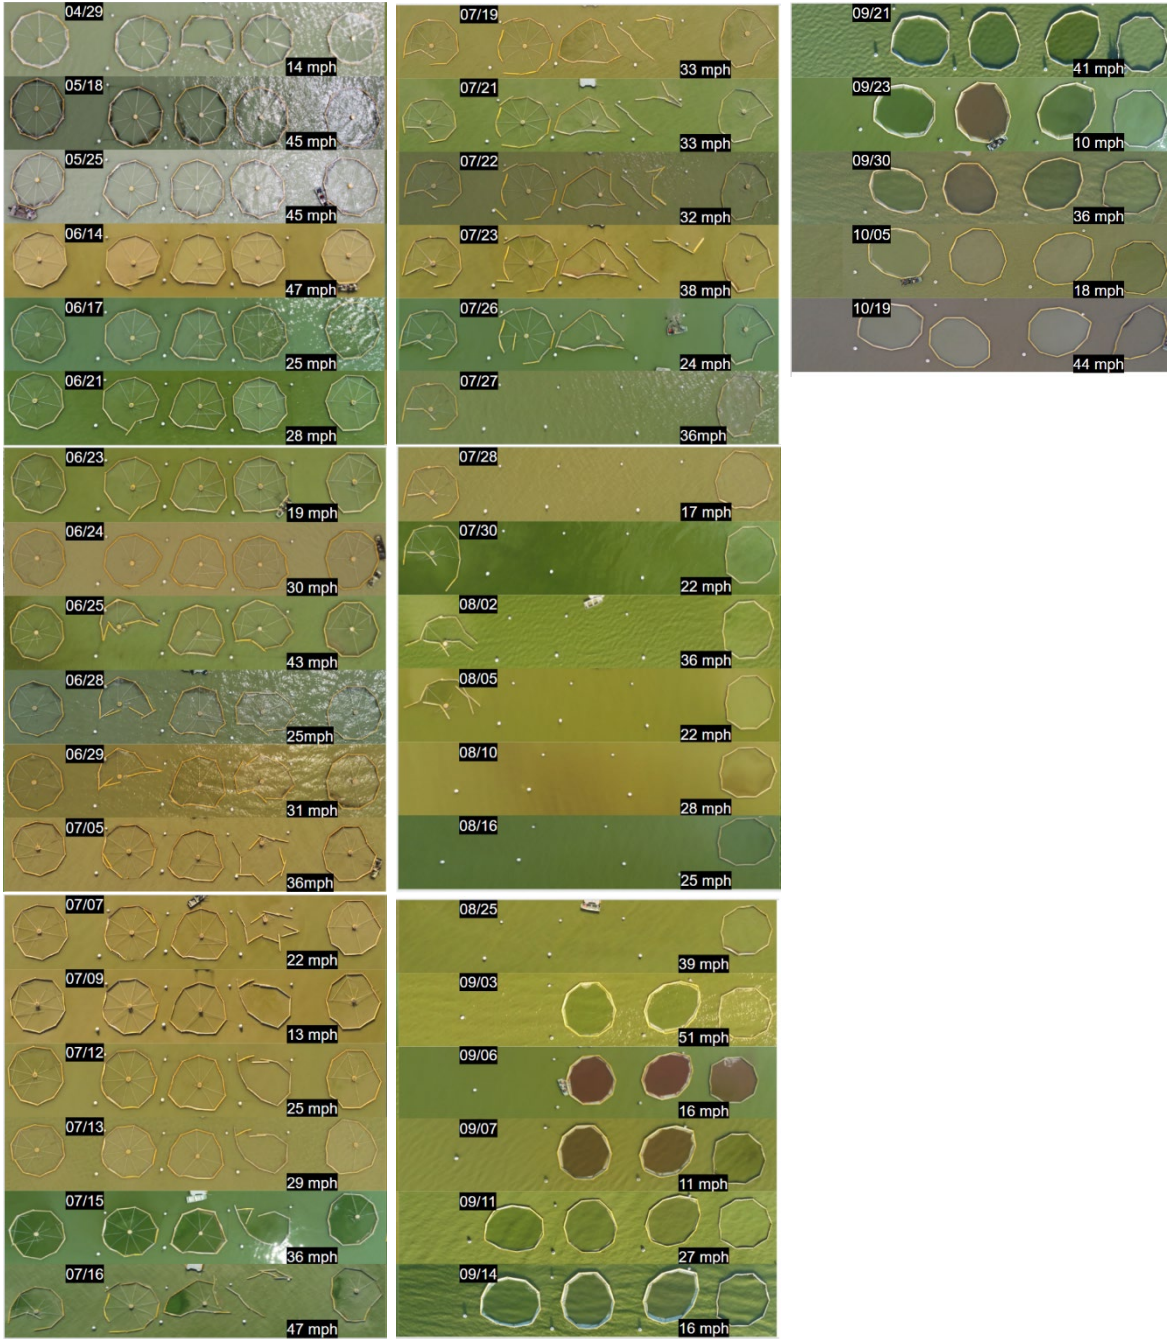 04/29
14 mph
05/18
45 mph
05/25
45 mph
06/14
47 mph
06/17
25 mph
06/21
28 mph
06/23
19 mph
06/24
30 mph
06/25
43 mph
06/28
25mph
06/29
31 mph
07/05
36mph
07/07
22 mph
07/09
13 mph
07/12
25 mph
07/13
29 mph
07/15
36 mph
07/16
47 mph
07/19
33 mph
07/21
33 mph
07/22
32 mph
07/23
38 mph
07/26
24 mph
07/27
36mph
07/28
17 mph
07/30
22 mph
08/02
36 mph
08/05
22 mph
08/10
28 mph
08/16
25 mph
08/25
39 mph
09/03
51 mph
09/06
16 mph
09/07
11 mph
09/11
27 mph
09/14
16 mph
09/21
41 mph
09/23
10 mph
09/30
36 mph
10/05
18 mph
10/19
44 mph